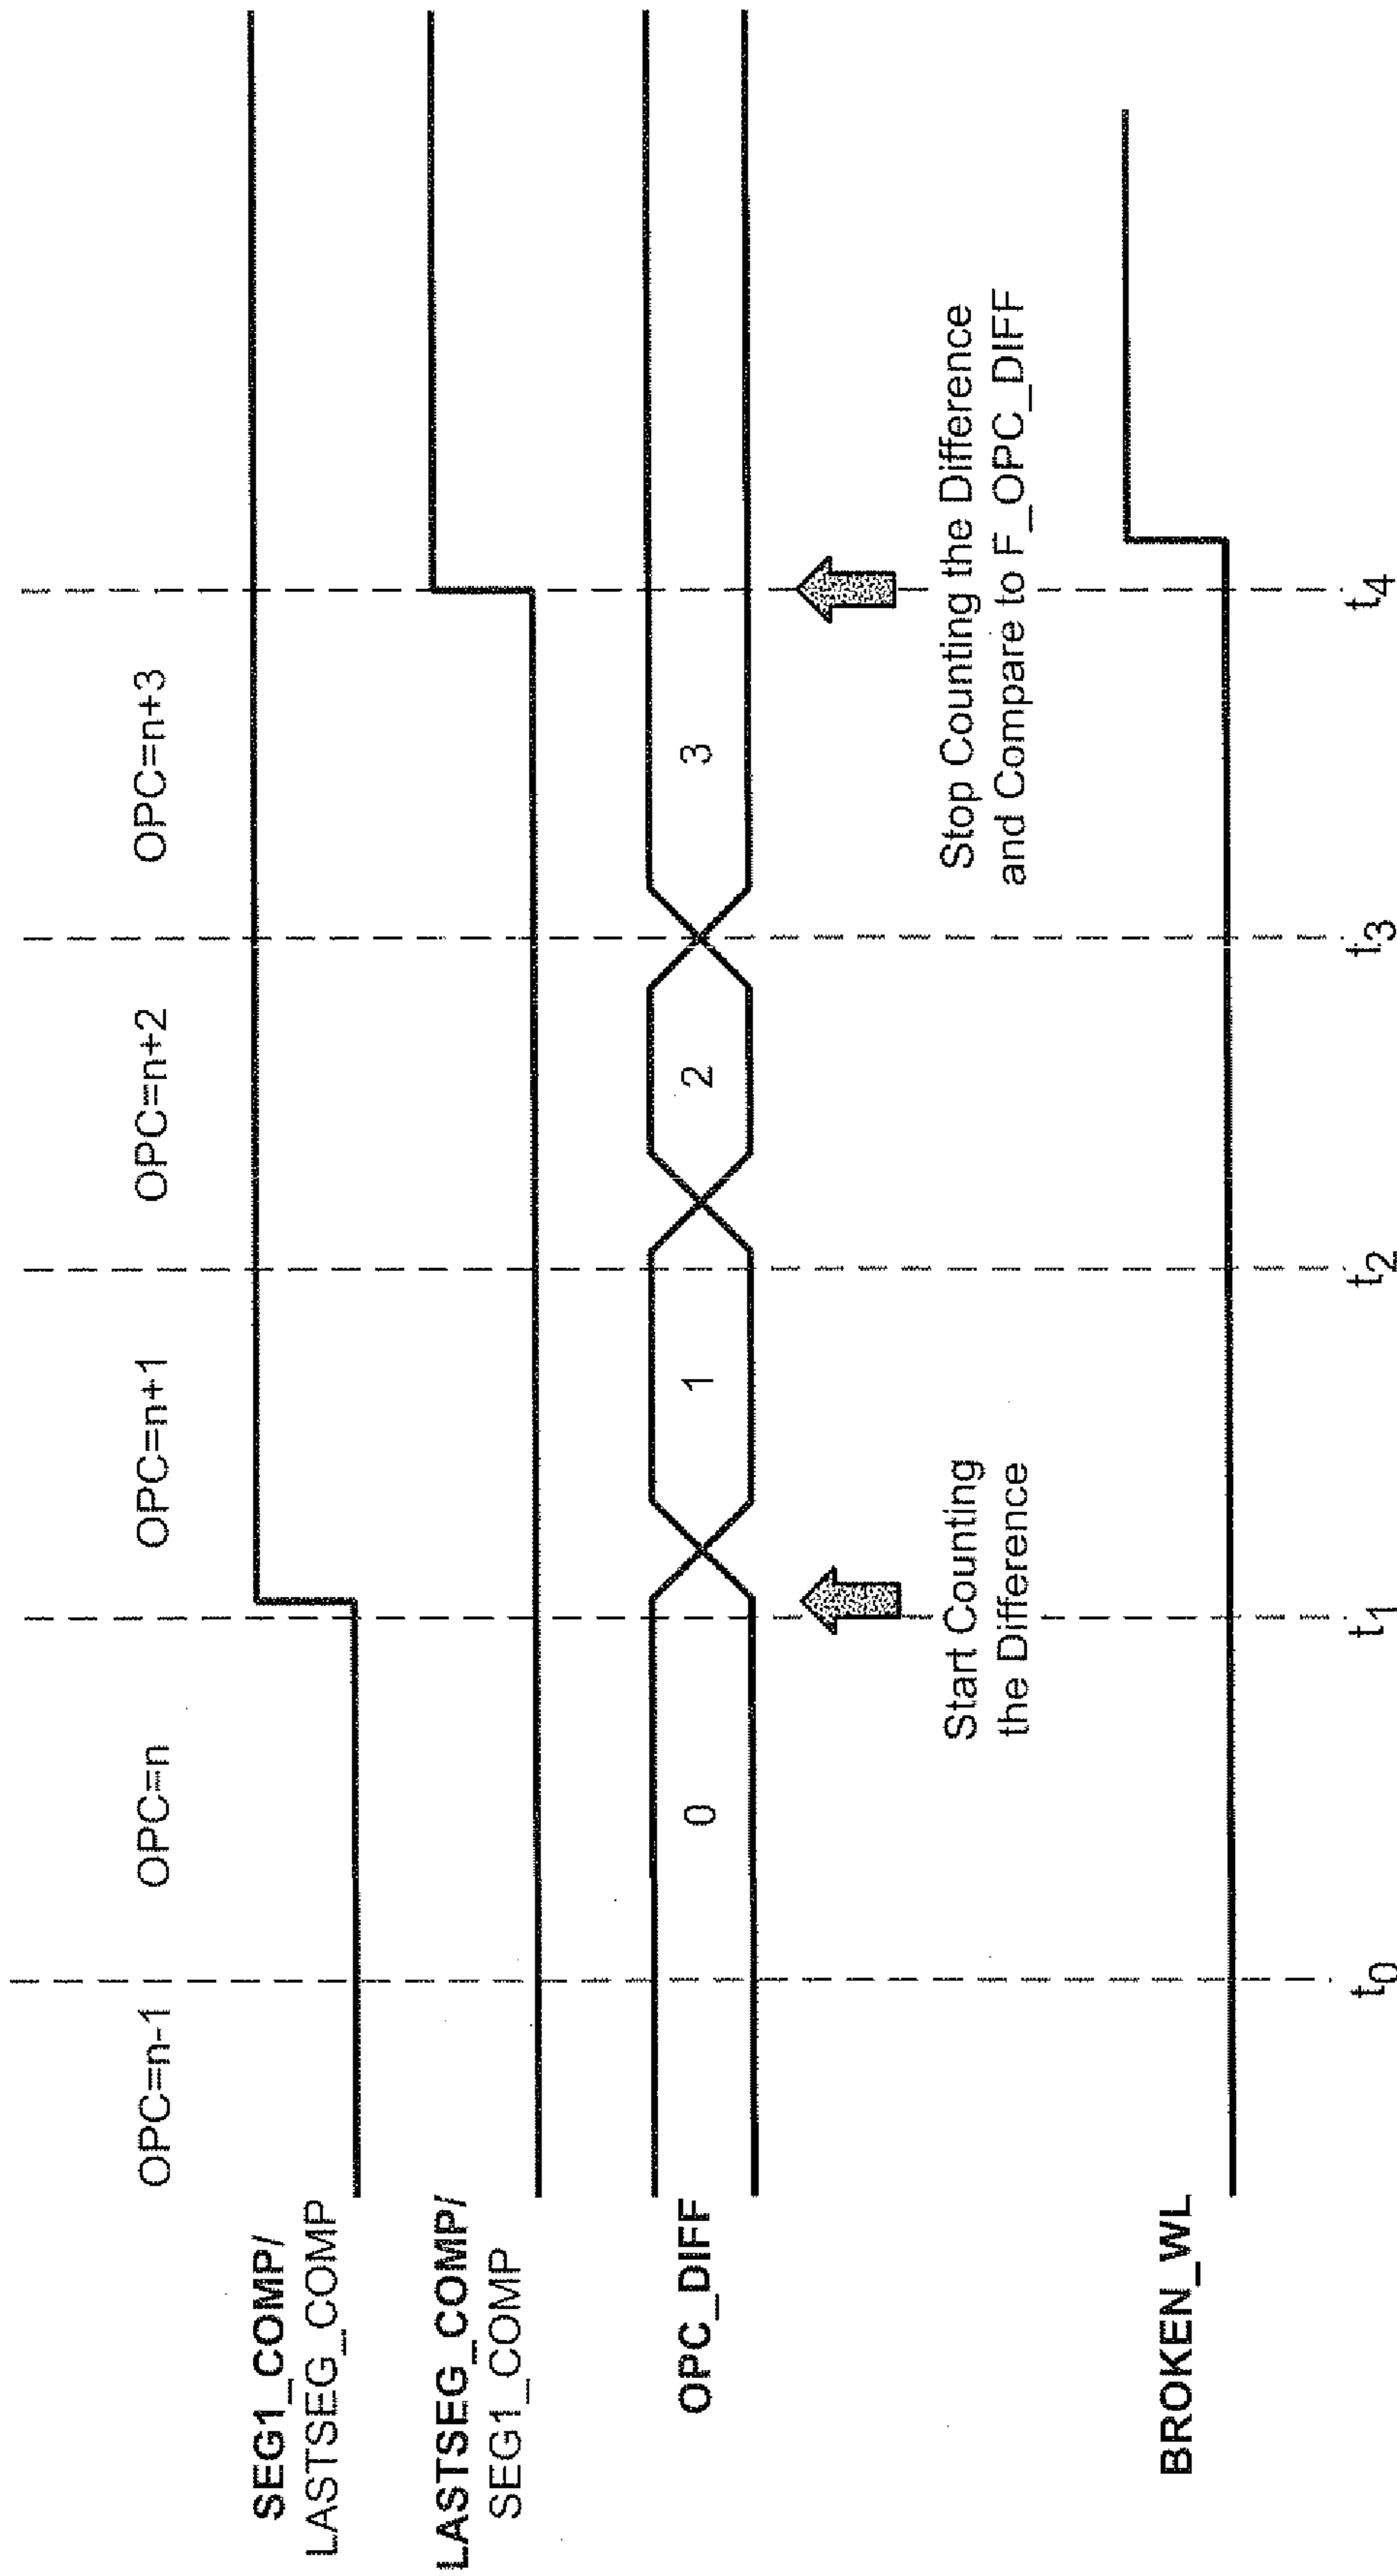 OPC=n-1
OPC=n
OPC=n+1
OPC=n+2
OPC=n+3
SEG1_COMP/
LASTSEG_COMP
LASTSEG_COMP/
SEG1_COMP
OPC_DIFF
0
1
2
3
Start Counting
the Difference
Stop Counting the Difference
and Compare to F_OPC_DIFF
BROKEN_WL
t0
t1
t2
t3
t4